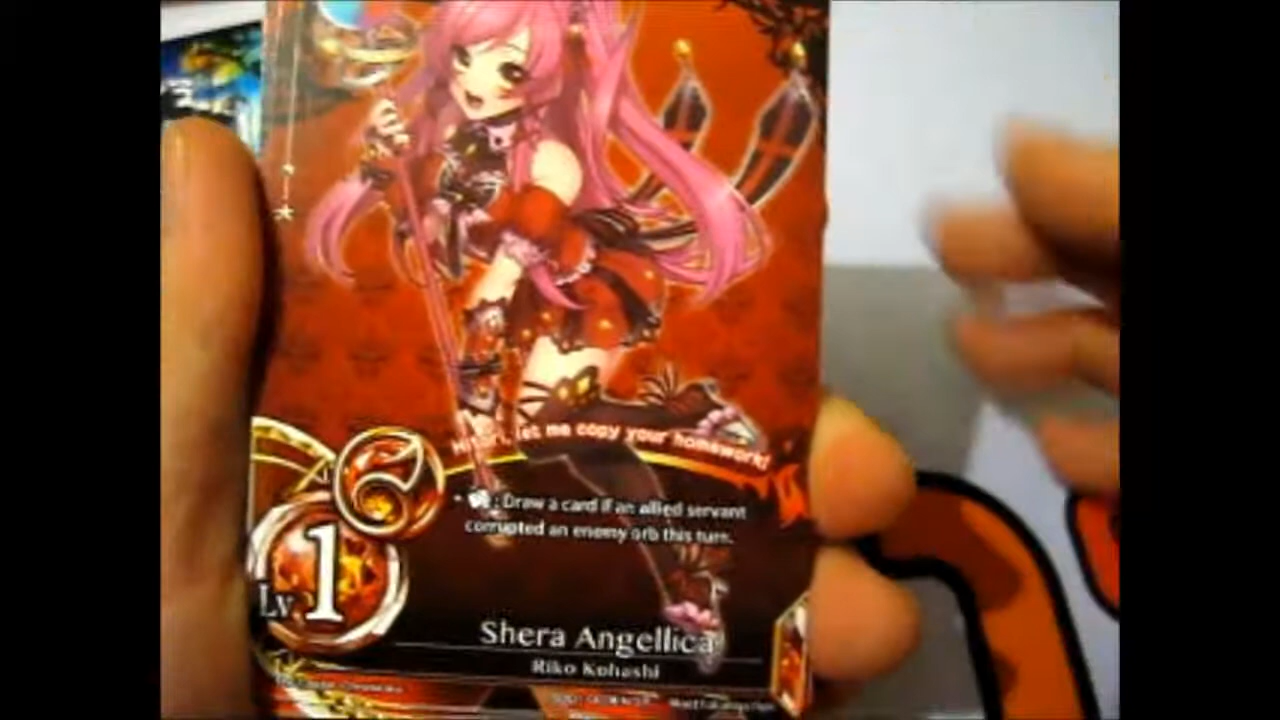 Hitori, let me copy your homework!
: Draw a card if an allied servant
corrupted an enemy orb this turn.
Lv. 1
Shera Angellica
Riko Kohashi